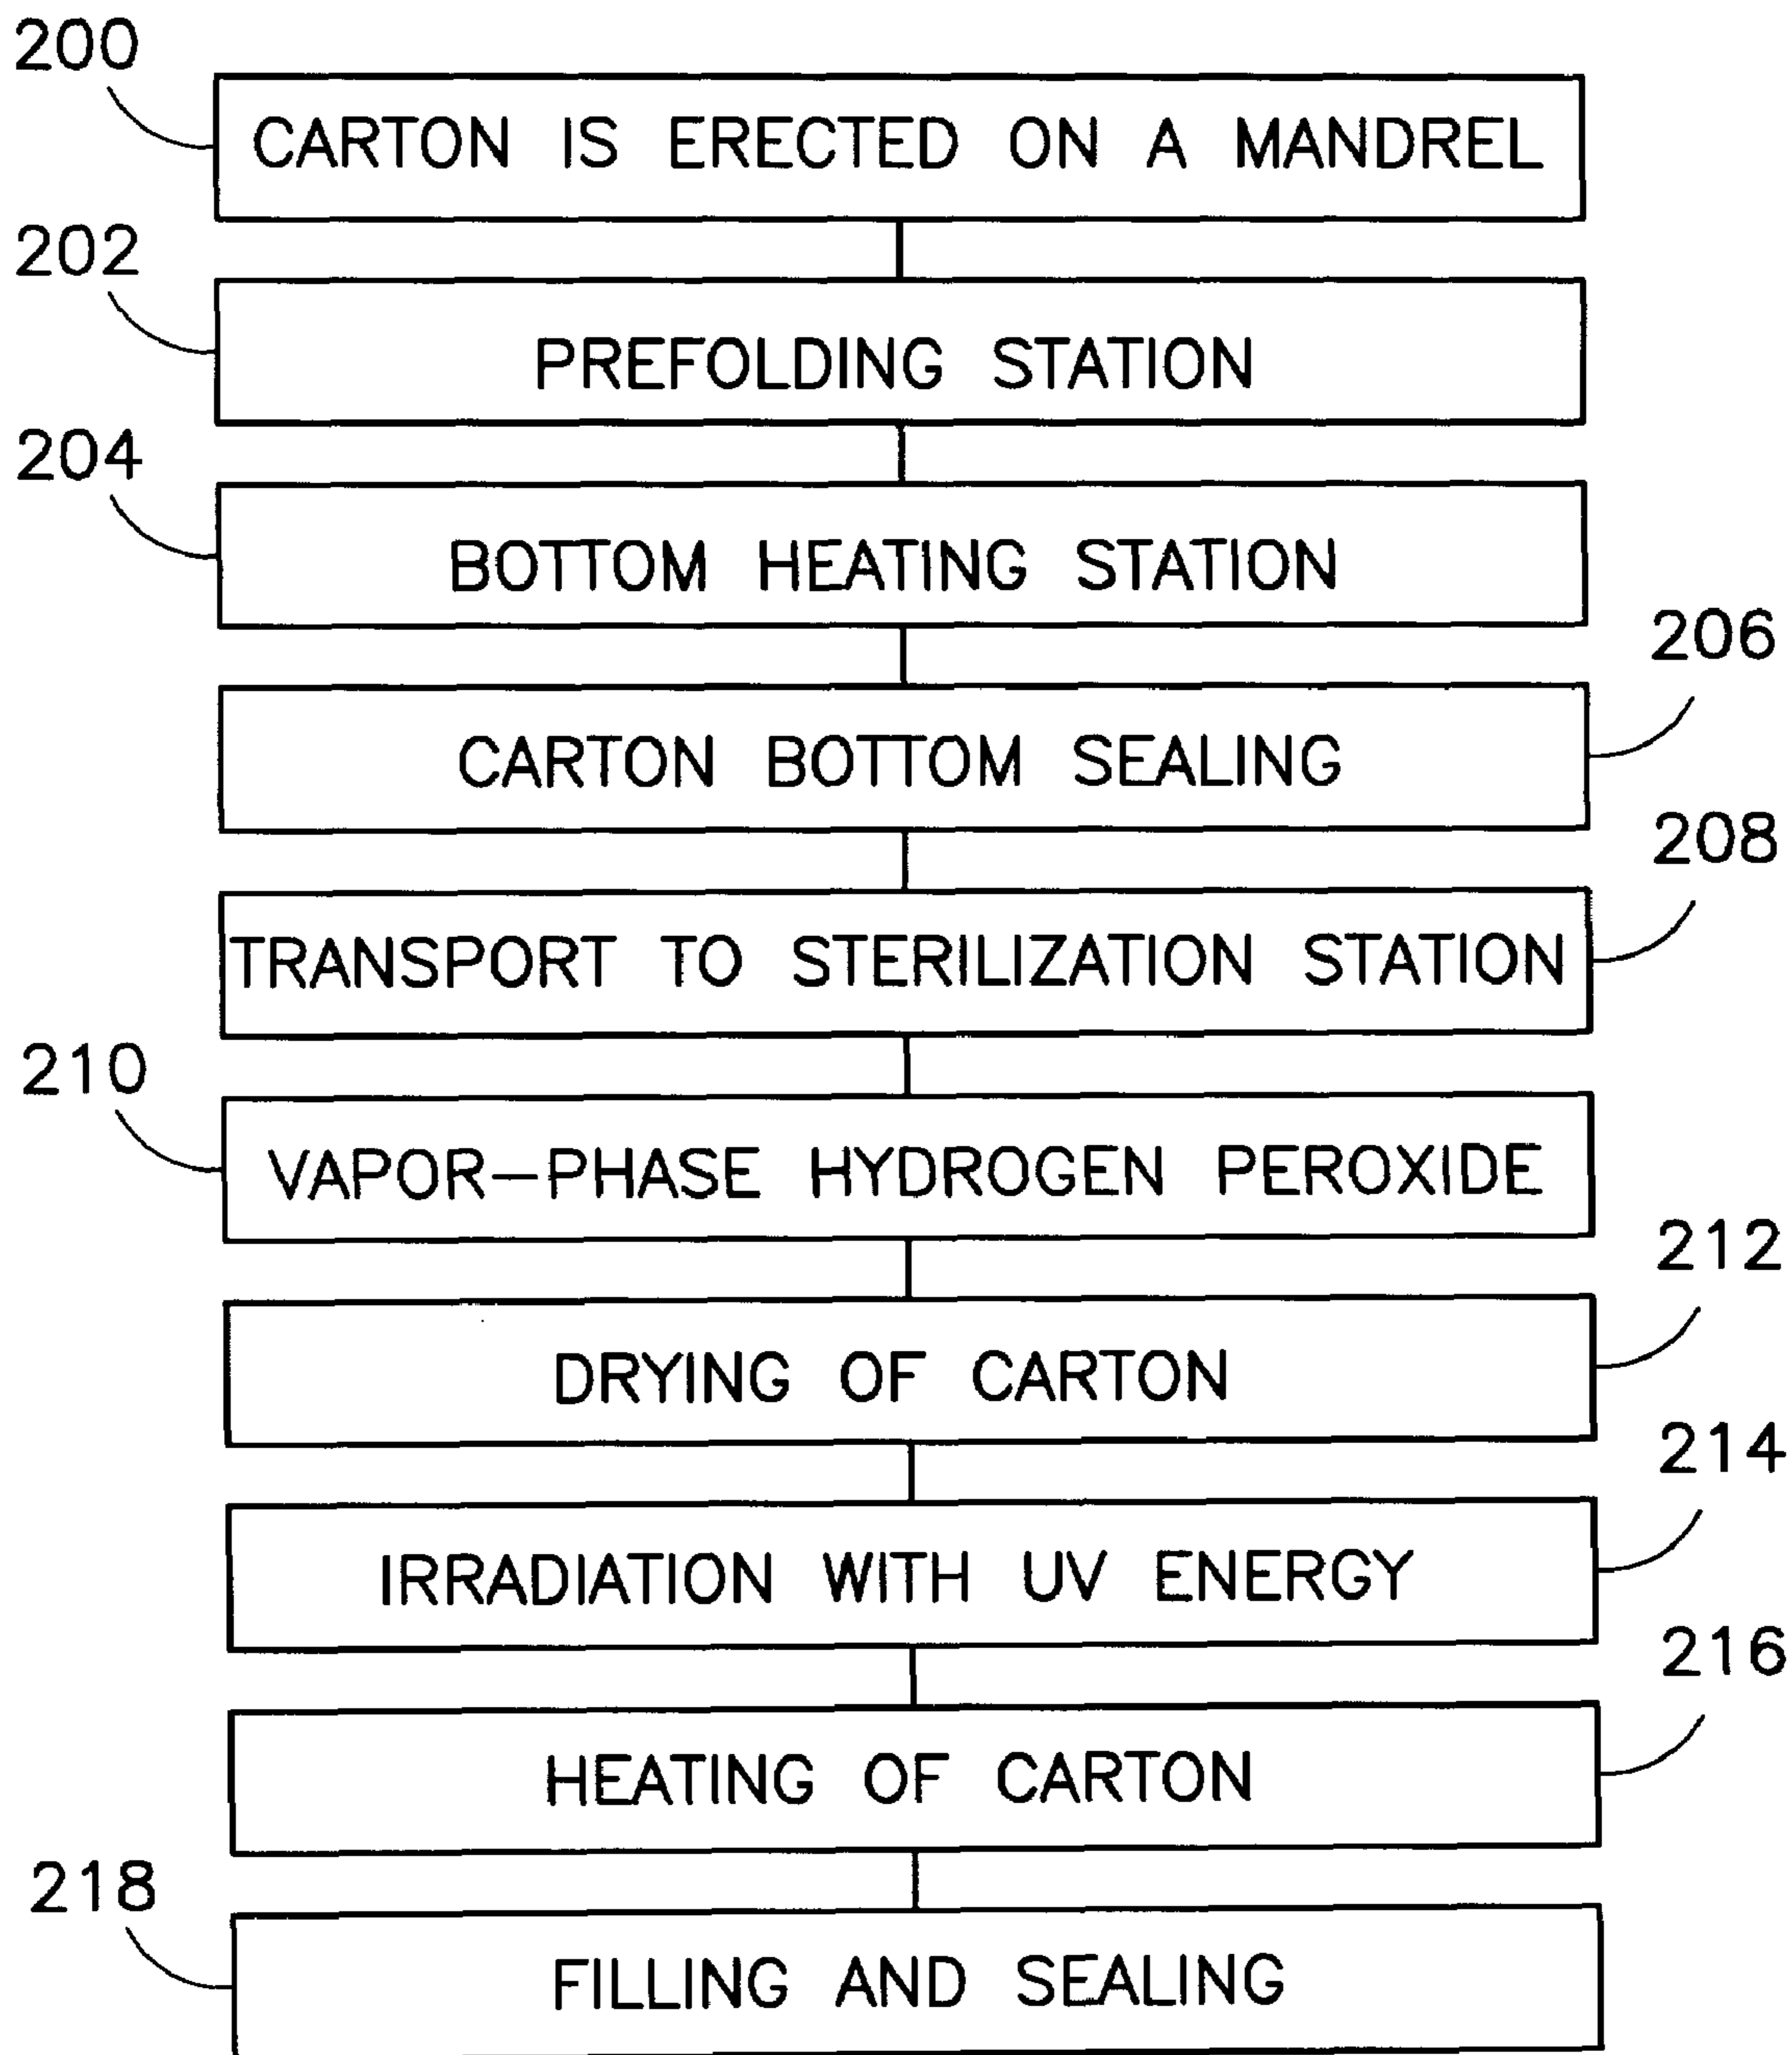 200
CARTON IS ERECTED ON A MANDREL
202
PREFOLDING STATION
204
BOTTOM HEATING STATION
206
CARTON BOTTOM SEALING
208
TRANSPORT TO STERILIZATION STATION
210
VAPOR-PHASE HYDROGEN PEROXIDE
212
DRYING OF CARTON
214
IRRADIATION WITH UV ENERGY
216
HEATING OF CARTON
218
FILLING AND SEALING